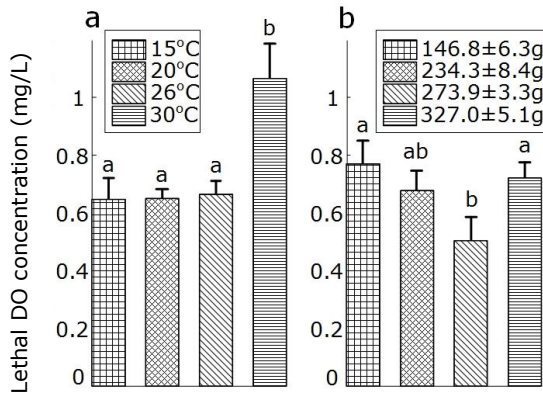 a
b
15°C
20°C
26°C
30°C
146.8±6.3g
234.3±8.4g
273.9±3.3g
327.0±5.1g
Lethal DO concentration (mg/L)
1
0.8
0.6
0.4
0.2
0
a
a
a
b
1
0.8
0.6
0.4
0.2
0
a
ab
b
a